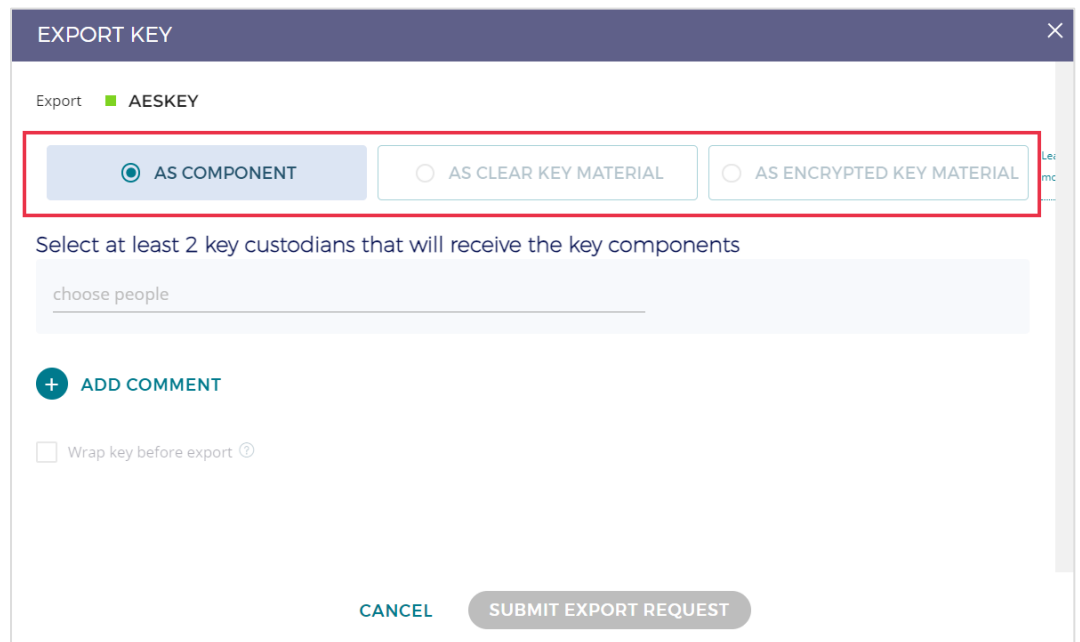 EXPORT KEY
Export AESKEY
AS COMPONENT AS CLEAR KEY MATERIAL AS ENCRYPTED KEY MATERIAL
Select at least 2 key custodians that will receive the key components
choose people
+ ADD COMMENT
Wrap key before export ?
CANCEL SUBMIT EXPORT REQUEST